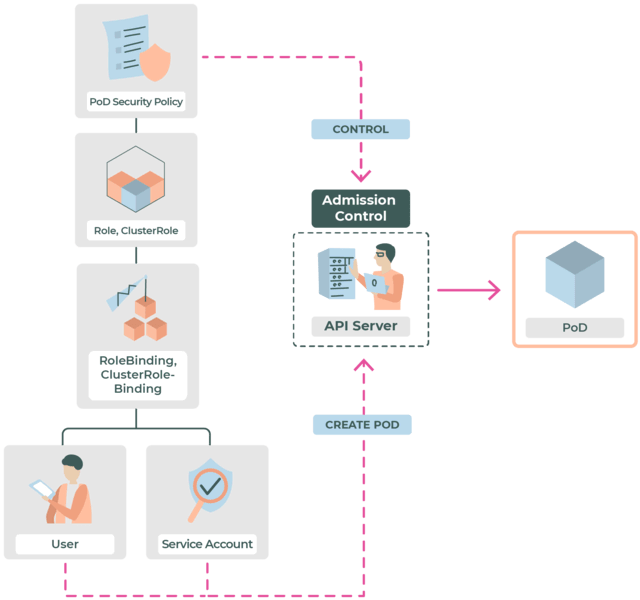 PoD Security Policy
CONTROL
Admission
Control
Role, ClusterRole
API Server
PoD
RoleBinding,
ClusterRole-
Binding
CREATE POD
User
Service Account